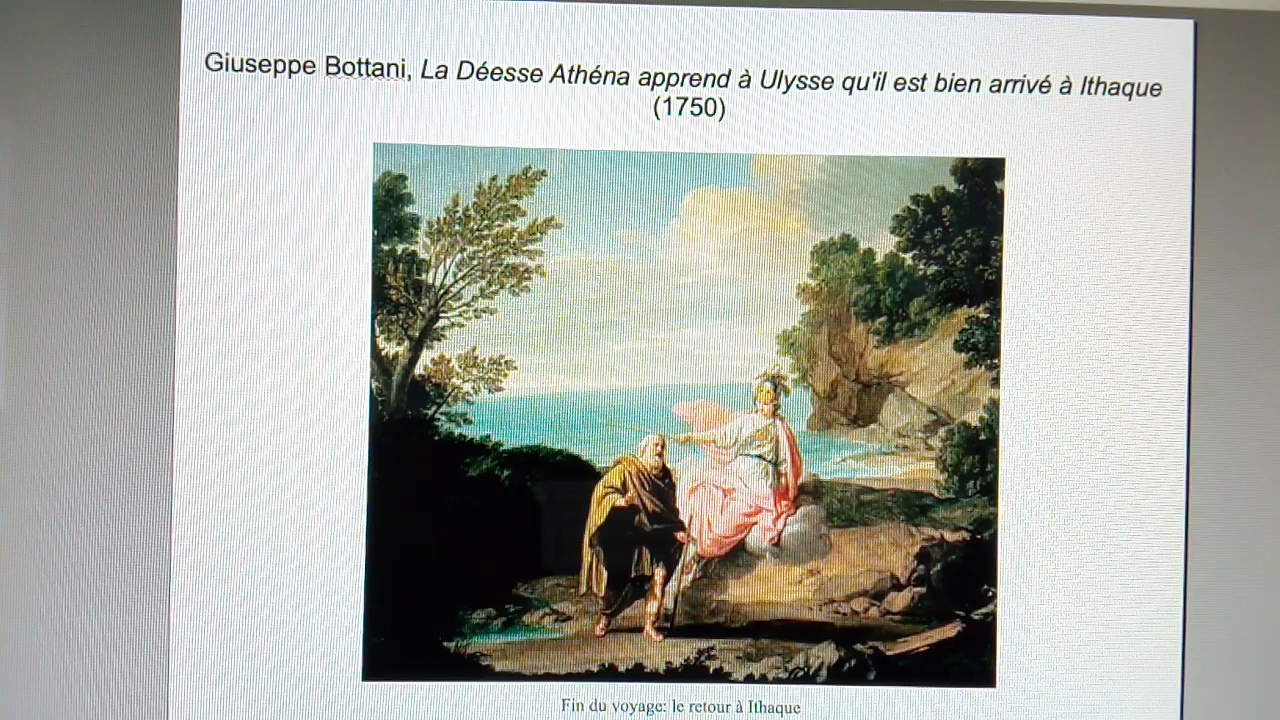 Giuseppe Bottani, La Déesse Athéna apprend à Ulysse qu'il est bien arrivé à Ithaque
(1750)
Fin du voyage: le retour à Ithaque